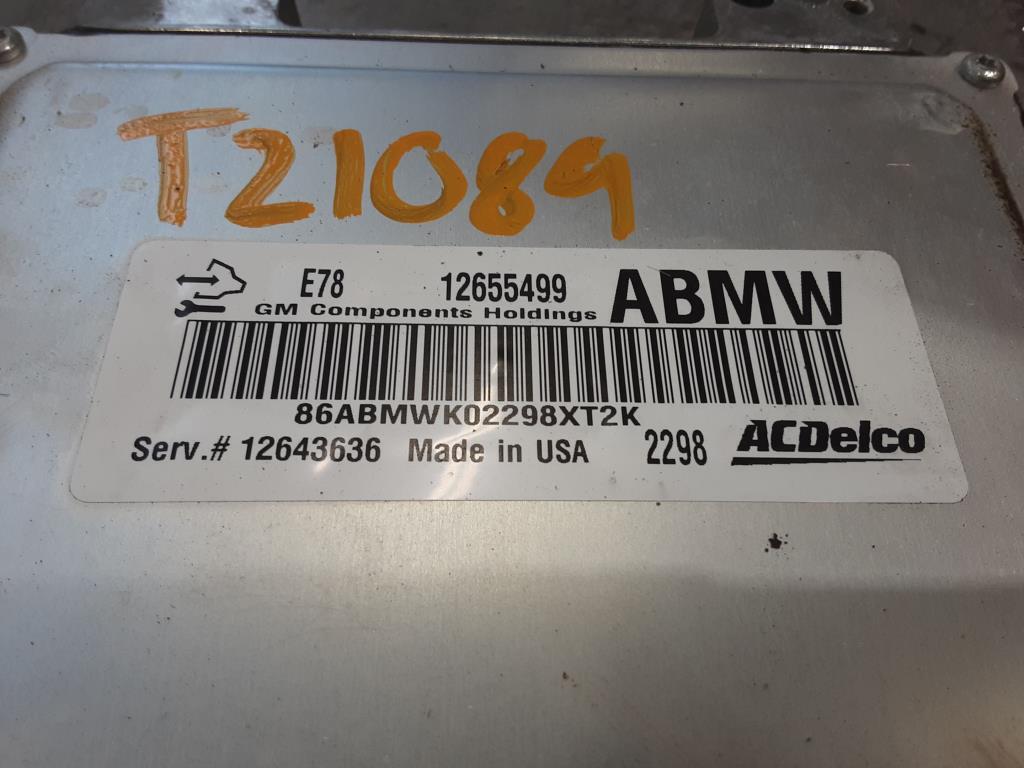 T21089
E78 12655499 ABMW
GM Components Holdings
86ABMWK02298XT2K
Serv.# 12643636 Made in USA 2298 ACDelco